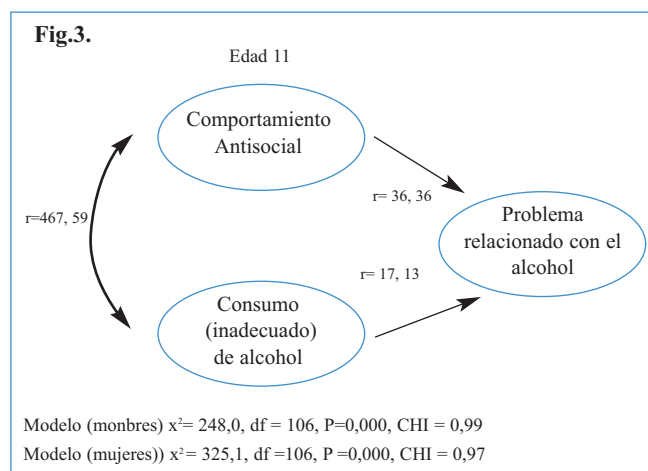 Fig.3.
Edad 11
Comportamiento
Antisocial
r= 36, 36
r=467, 59
Problema
relacionado con el
alcohol
r= 17, 13
Consumo
(inadecuado)
de alcohol
Modelo (monbres) x²= 248,0, df = 106, P=0,000, CHI = 0,99
Modelo (mujeres)) x²= 325,1, df =106, P =0,000, CHI = 0,97